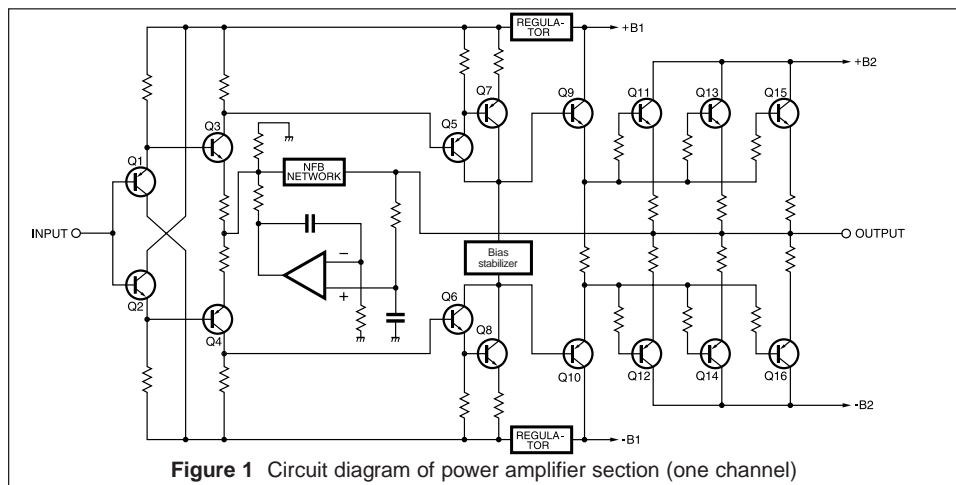 REGULA-
TOR
+B1
+B2
Q7
Q9
Q11
Q13
Q15
Q3
Q5
NFB
NETWORK
Q1
INPUT
OUTPUT
Bias
stabilizer
−
+
Q2
Q6
Q8
Q4
Q10
Q12
Q14
Q16
-B2
REGULA-
TOR
-B1
Figure 1 Circuit diagram of power amplifier section (one channel)